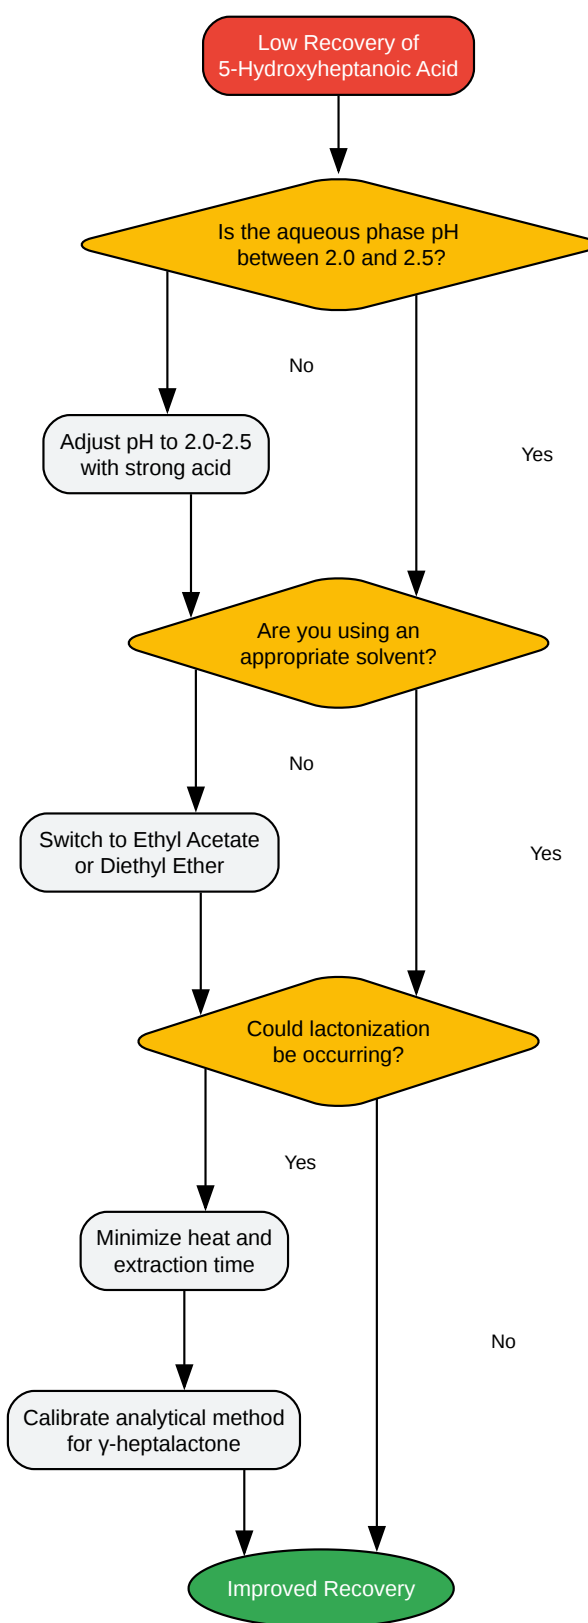 Low Recovery of
5-Hydroxyheptanoic Acid
Is the aqueous phase pH
between 2.0 and 2.5?
No
Adjust pH to 2.0-2.5
with strong acid
Yes
Are you using an
appropriate solvent?
No
Switch to Ethyl Acetate
or Diethyl Ether
Yes
Could lactonization
be occurring?
Yes
Minimize heat and
extraction time
No
Calibrate analytical method
for γ-heptalactone
Improved Recovery